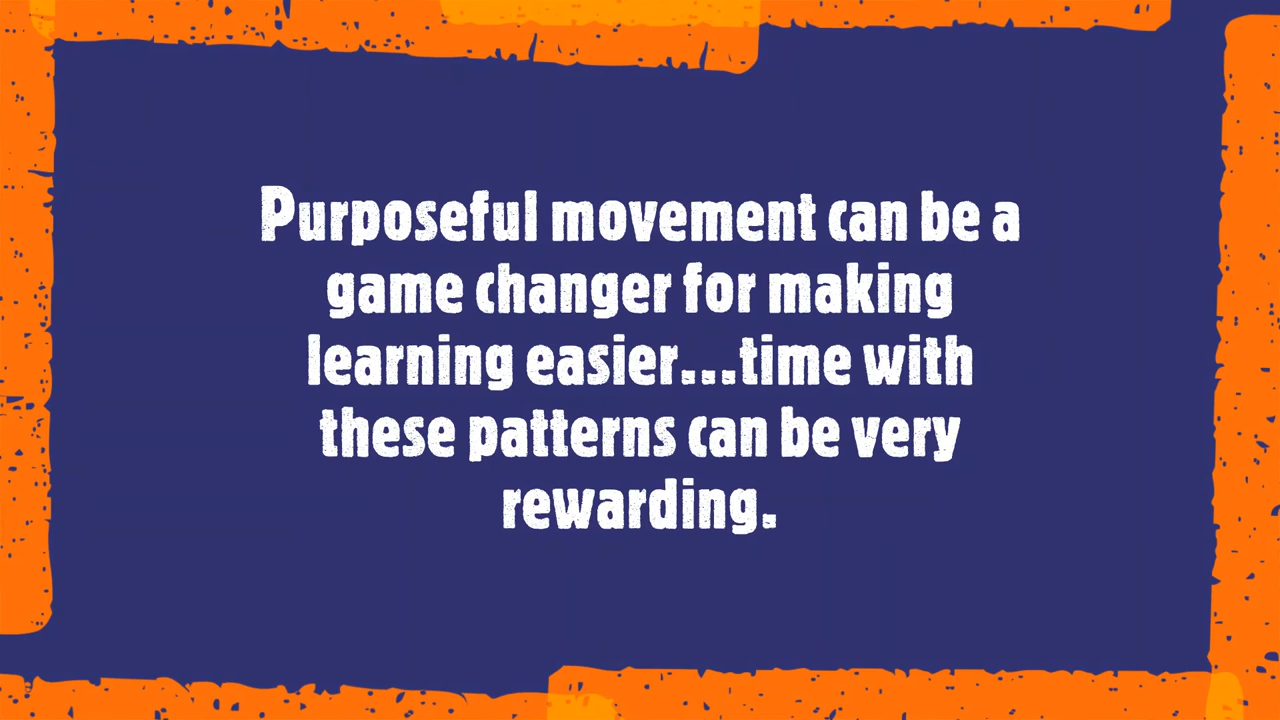 Purposeful movement can be a
game changer for making
learning easier...time with
these patterns can be very
rewarding.